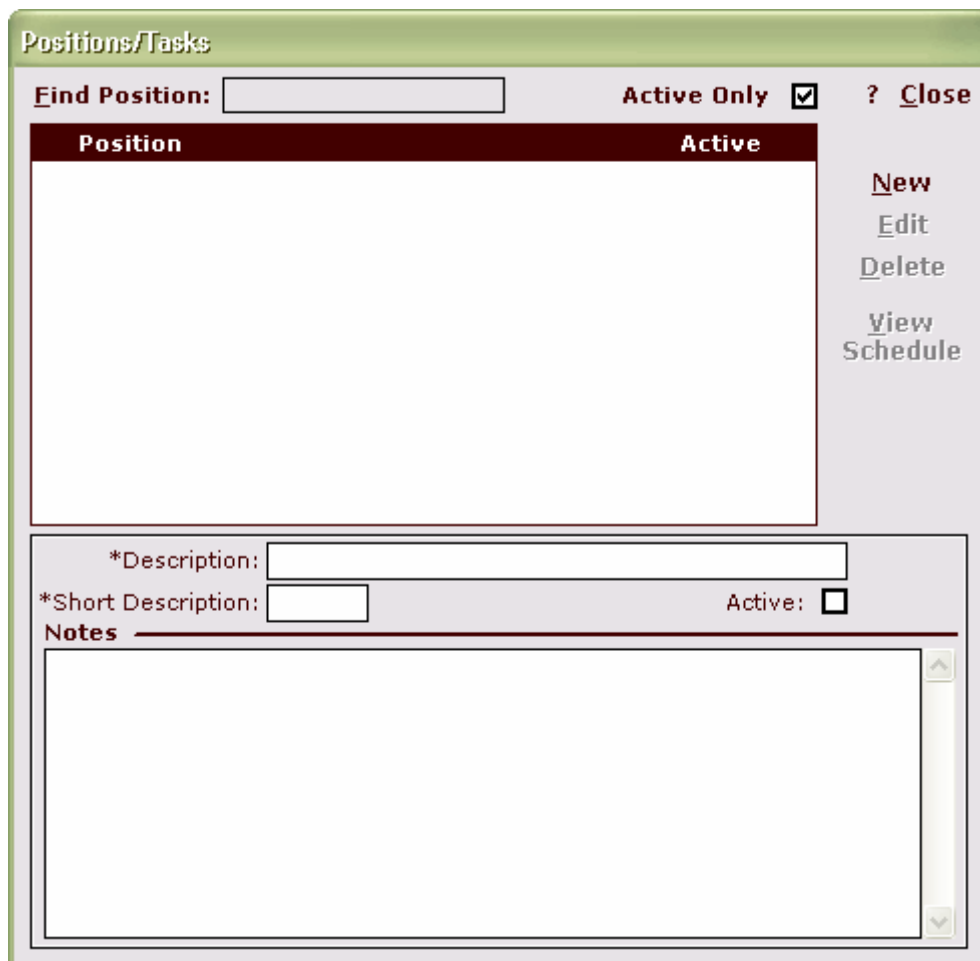 Positions/Tasks
Find Position: Active Only ? Close
Position Active
New
Edit
Delete
View
Schedule
*Description:
*Short Description: Active:
Notes